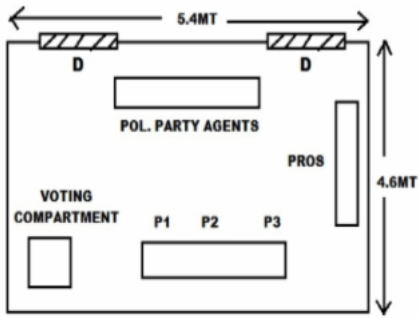 5.4MT
D D
POL. PARTY AGENTS
PROS
4.6MT
VOTING
COMPARTMENT
P1 P2 P3